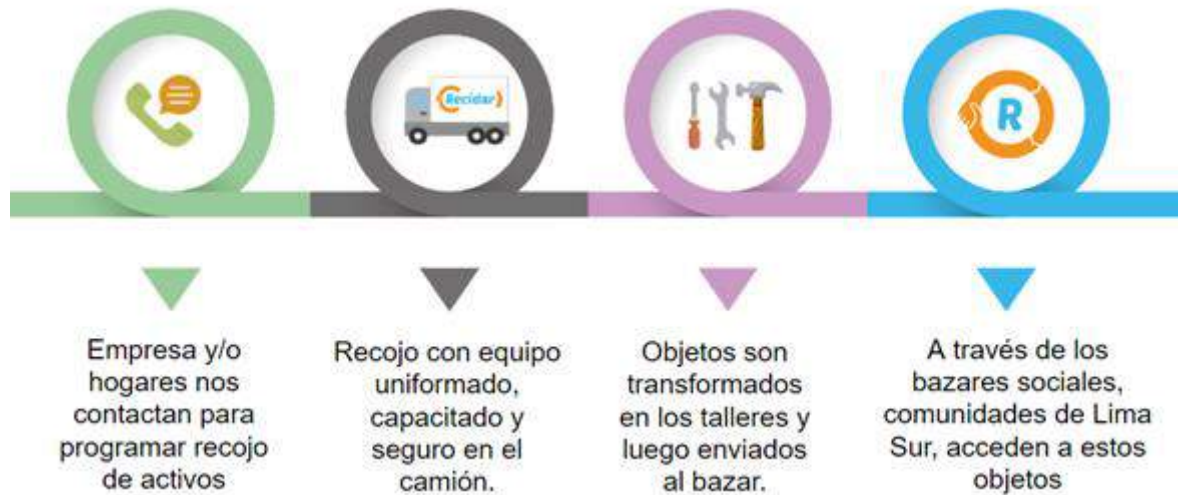 Recidar
R
Empresa y/o
hogares nos
contactan para
programar recojo
de activos
Recojo con equipo
uniformado,
capacitado y
seguro en el
camión.
Objetos son
transformados
en los talleres y
luego enviados
al bazar.
A través de los
bazares sociales,
comunidades de Lima
Sur, acceden a estos
objetos